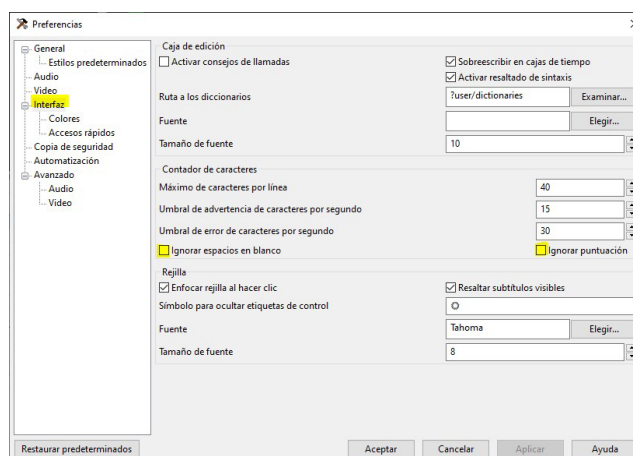 Preferencias
General
Estilos predeterminados
Audio
Video
Interfaz
Colores
Accesos rápidos
Copia de seguridad
Automatización
Avanzado
Audio
Video
Caja de edición
Activar consejos de llamadas
Sobreescribir en cajas de tiempo
Activar resaltado de sintaxis
Ruta a los diccionarios ?user/dictionaries Examinar...
Fuente Elegir...
Tamaño de fuente 10
Contador de caracteres
Máximo de caracteres por línea 40
Umbral de advertencia de caracteres por segundo 15
Umbral de error de caracteres por segundo 30
Ignorar espacios en blanco Ignorar puntuación
Rejilla
Enfocar rejilla al hacer clic Resaltar subtítulos visibles
Símbolo para ocultar etiquetas de control
Fuente Tahoma Elegir...
Tamaño de fuente 8
Restaurar predeterminados Aceptar Cancelar Aplicar Ayuda